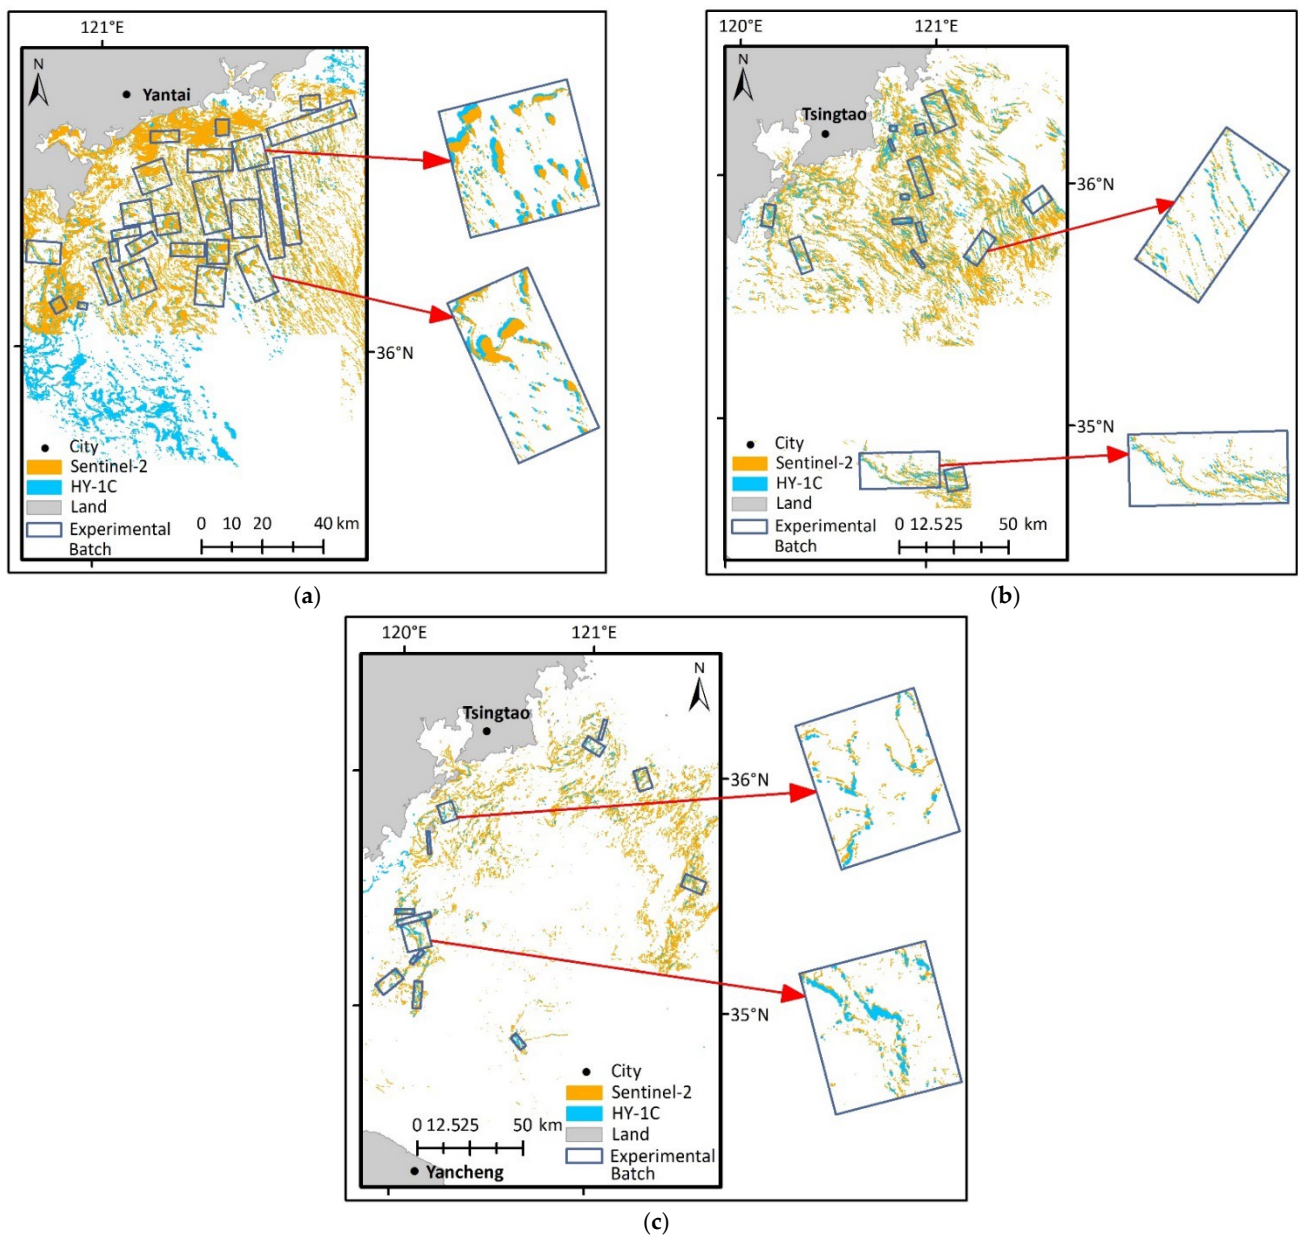 121°E
N
Yantai
36°N
City
Sentinel-2
HY-1C
Land
Experimental
Batch
0 10 20 40 km
(a)
120°E 121°E
N
Tsingtao
36°N
35°N
City
Sentinel-2
HY-1C
Land
Experimental
Batch
0 12.525 50 km
(b)
120°E 121°E
N
Tsingtao
36°N
35°N
City
Sentinel-2
HY-1C
Land
Experimental
Batch
0 12.525 50 km
Yancheng
(c)